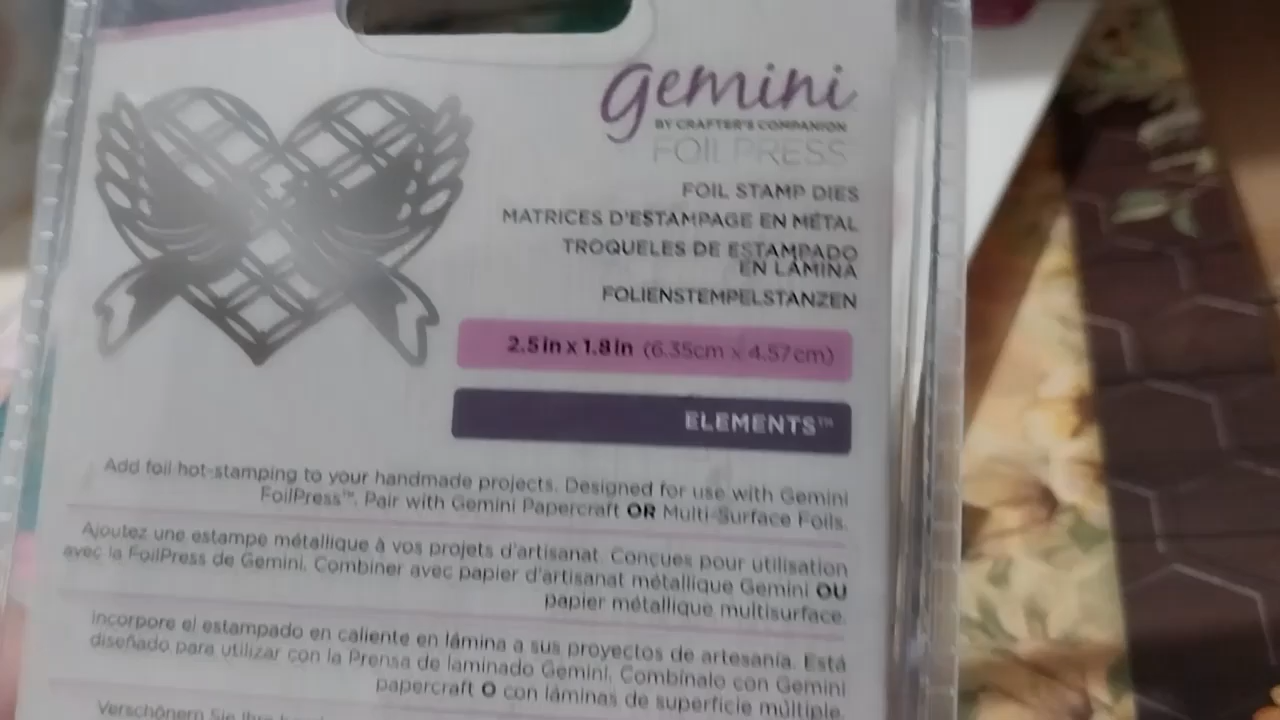 gemini
BY CRAFTER'S COMPANION
FOILPRESS
FOIL STAMP DIES
MATRICES D'ESTAMPAGE EN MÉTAL
TROQUELES DE ESTAMPADO
EN LÁMINA
FOLIENSTEMPELSTANZEN
2.5in x 1.8in (6.35cm x 4.57cm)
ELEMENTS™
Add foil hot-stamping to your handmade projects. Designed for use with Gemini
FoilPress™. Pair with Gemini Papercraft OR Multi-Surface Foils.
Ajoutez une estampe métallique à vos projets d'artisanat. Conçues pour utilisation
avec la FoilPress de Gemini. Combiner avec papier d'artisanat métallique Gemini OU
papier métallique multisurface.
Incorpore el estampado en caliente en lámina a sus proyectos de artesanía. Está
diseñado para utilizar con la Prensa de laminado Gemini. Combínalo con Gemini
papercraft O con láminas de superficie múltiple.
Verschönern Sie Ihre